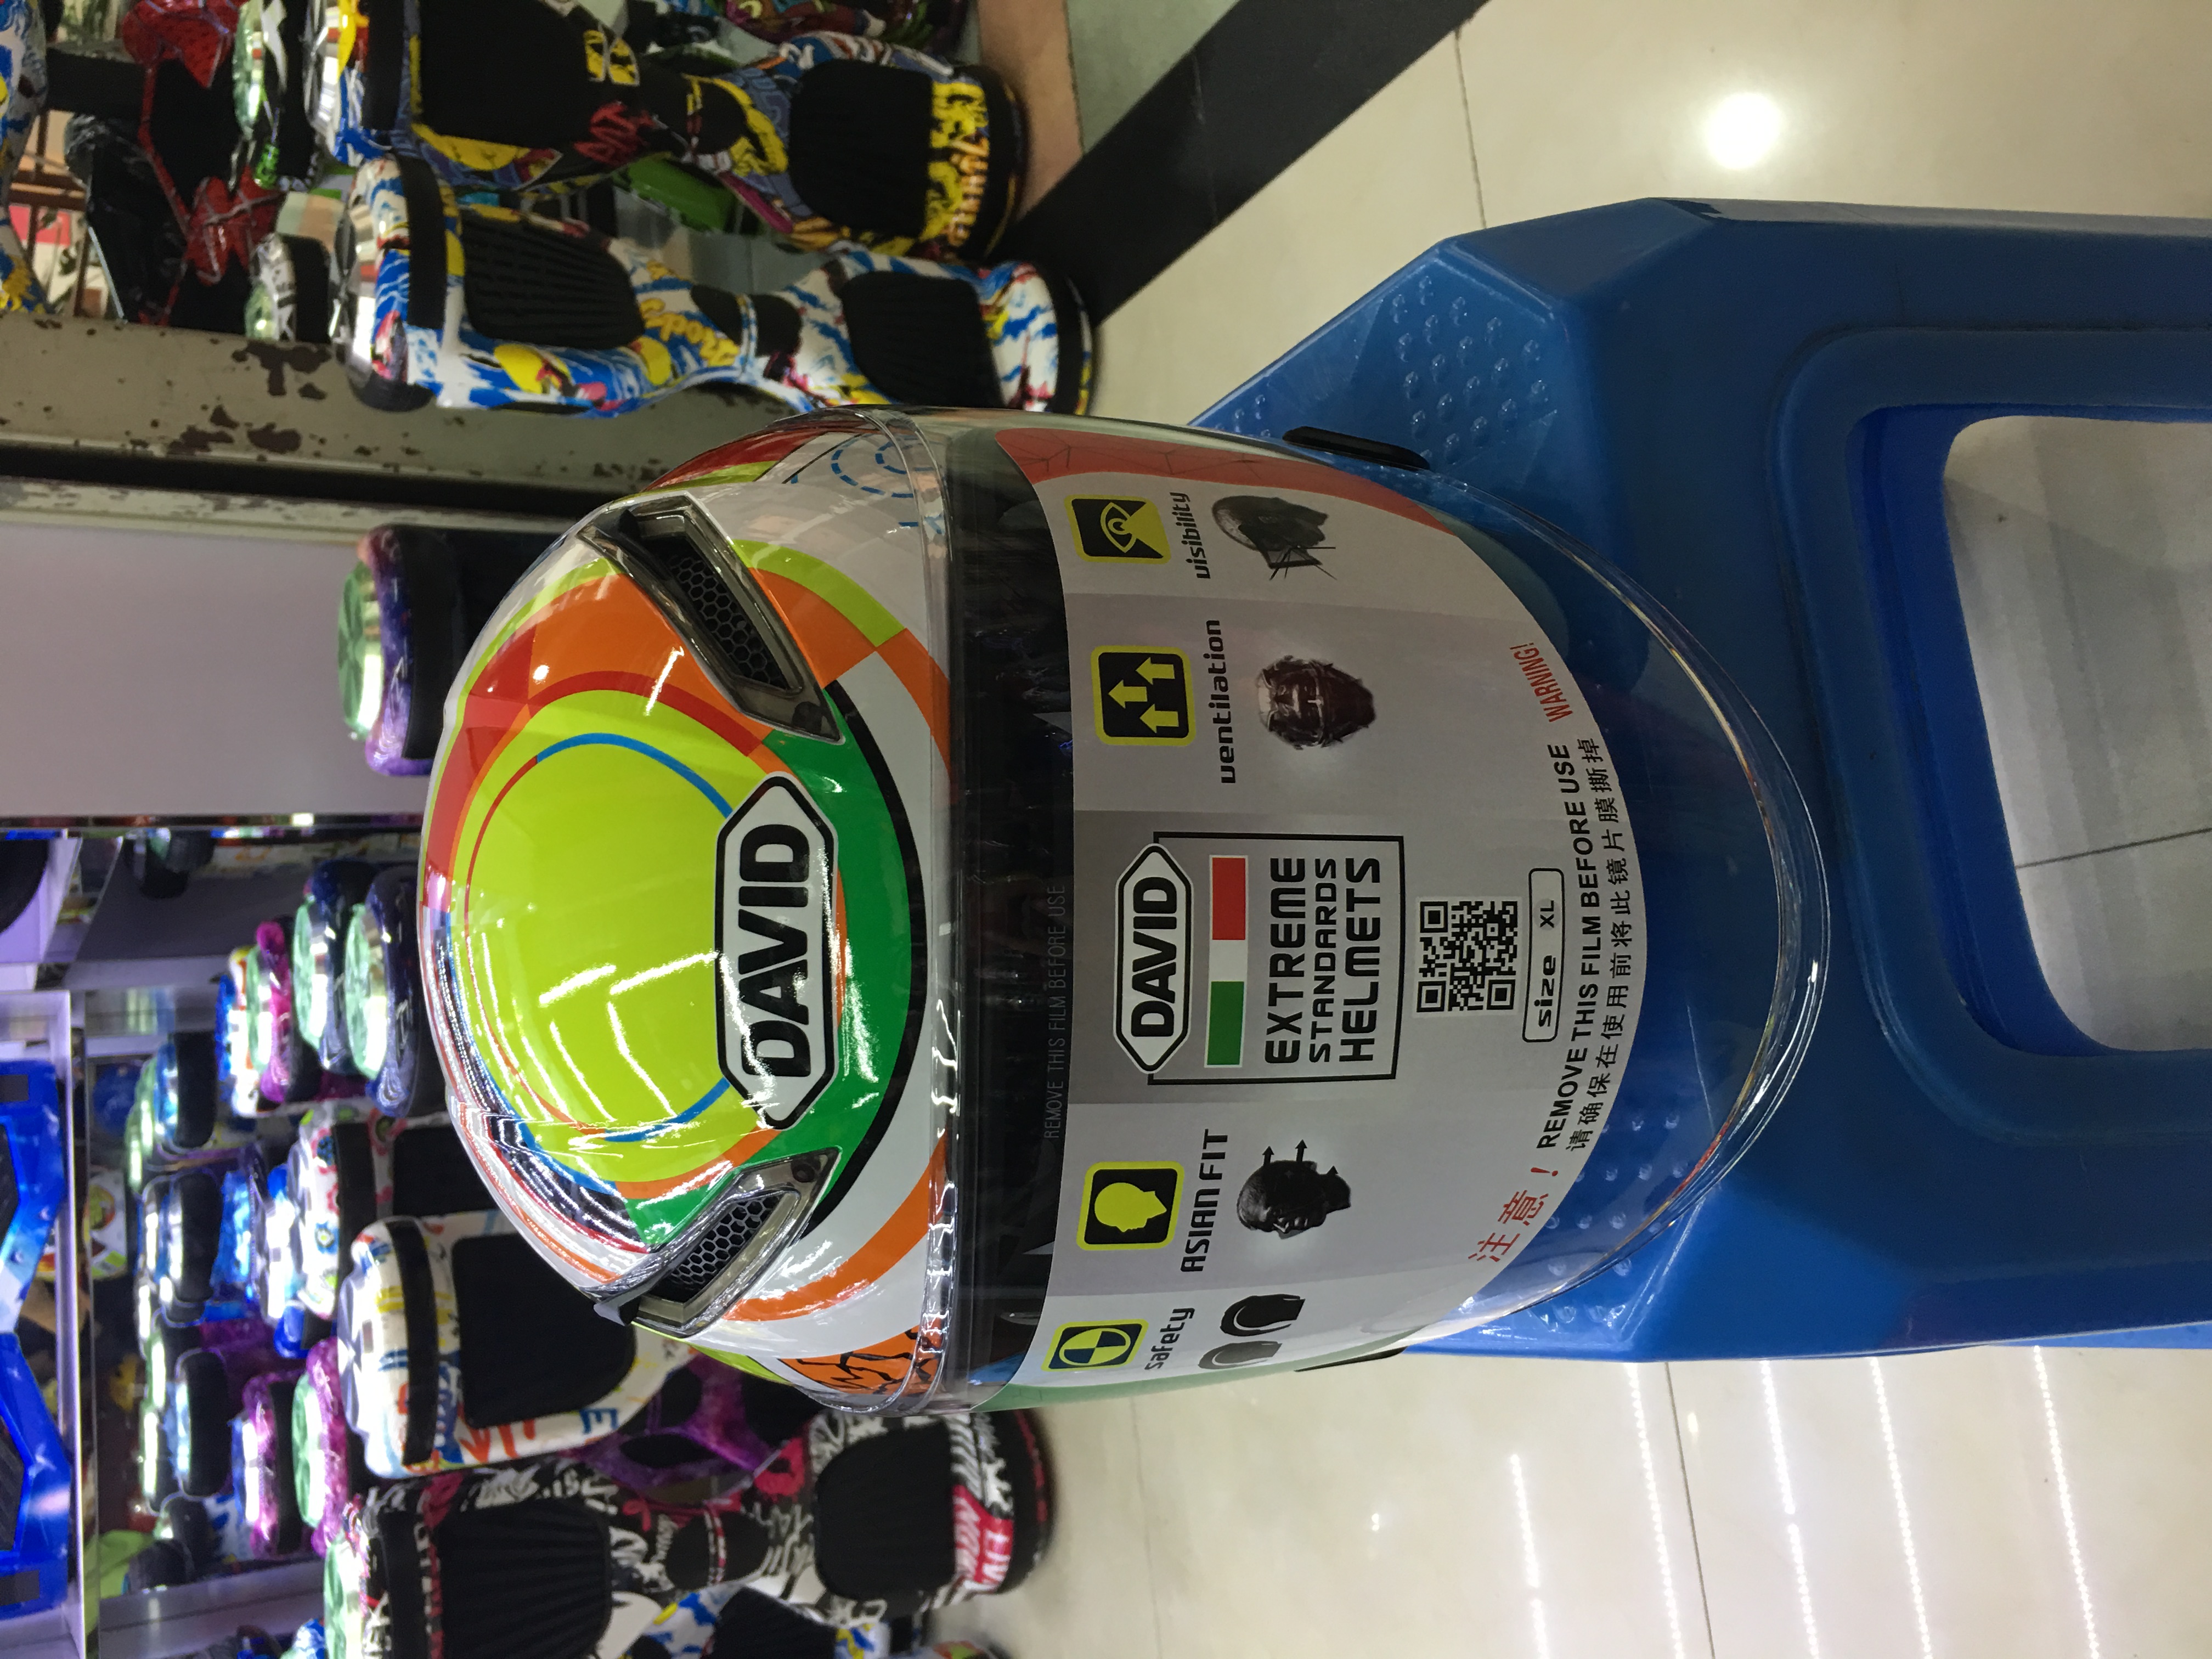 DAVID
REMOVE THIS FILM BEFORE USE
safety
ASIAN FIT
DAVID
EXTREME
STANDARDS
HELMETS
size XL
ventilation
visibility
注意！ REMOVE THIS FILM BEFORE USE WARNING!
请确保在使用前将此镜片膜撕掉